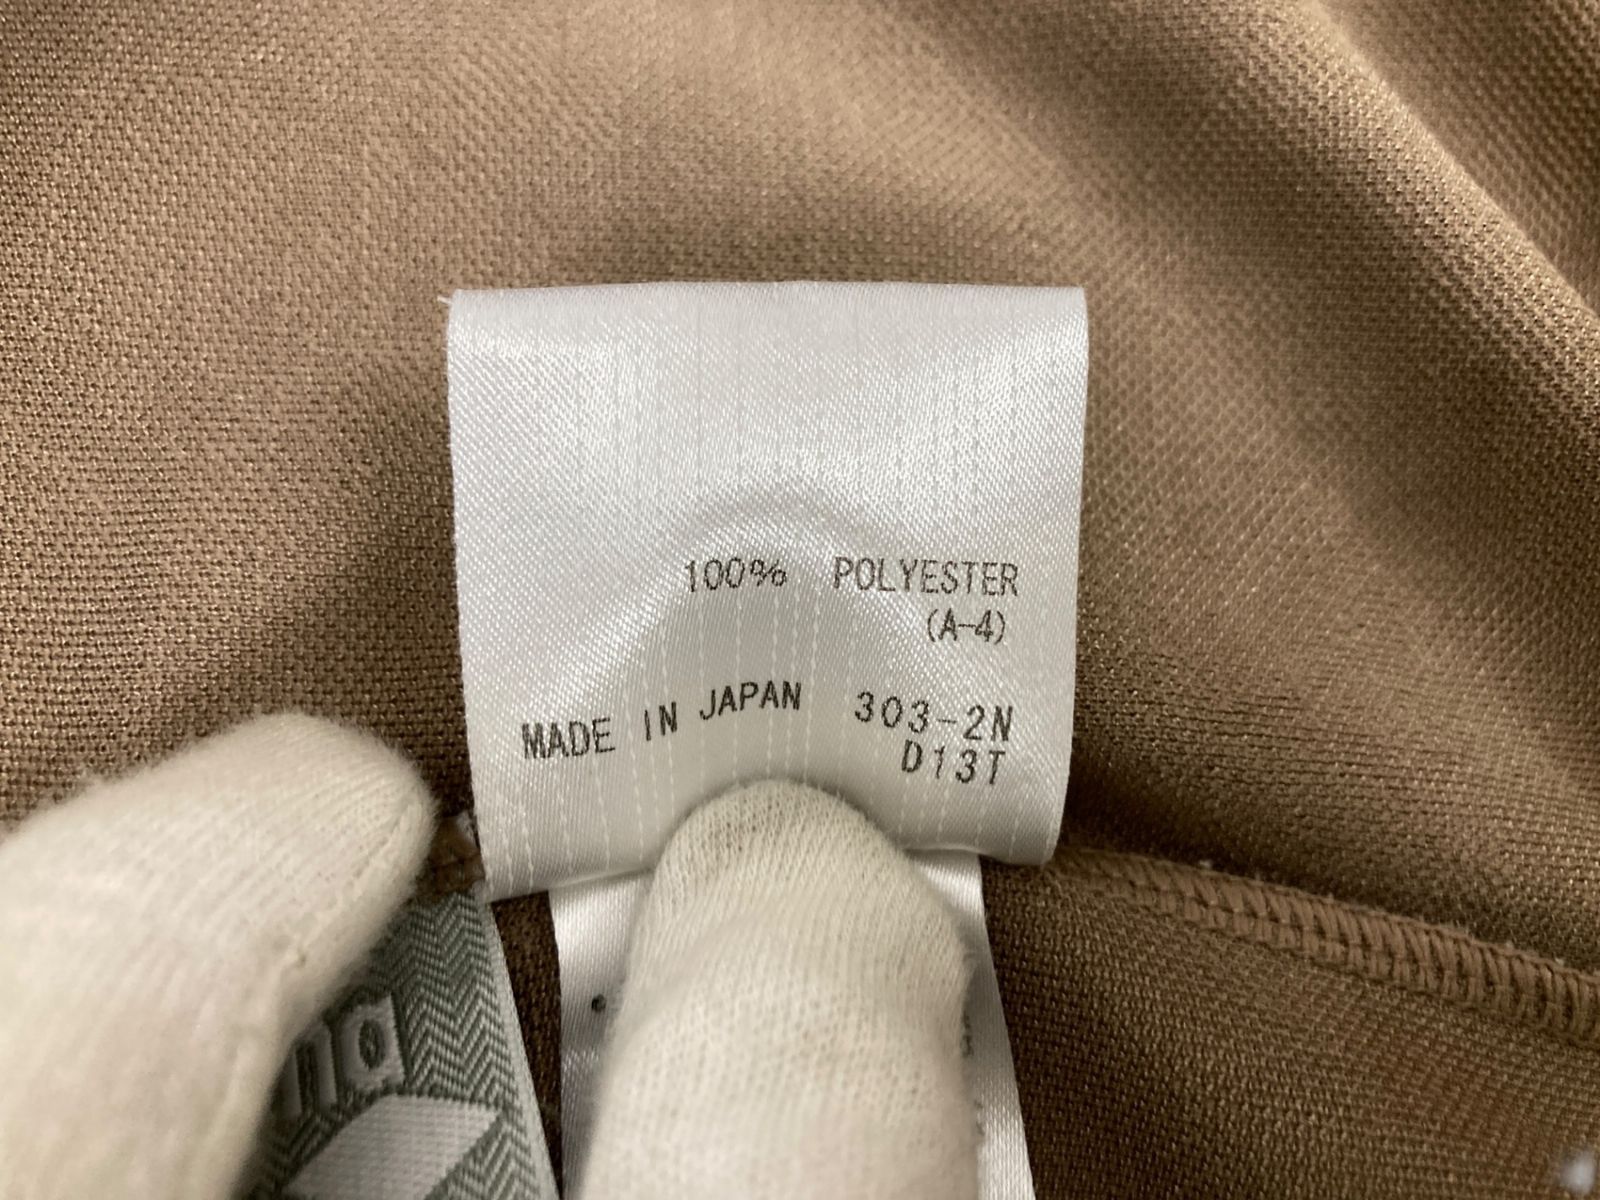 100% POLYESTER
(A-4)
MADE IN JAPAN 303-2N
D13T